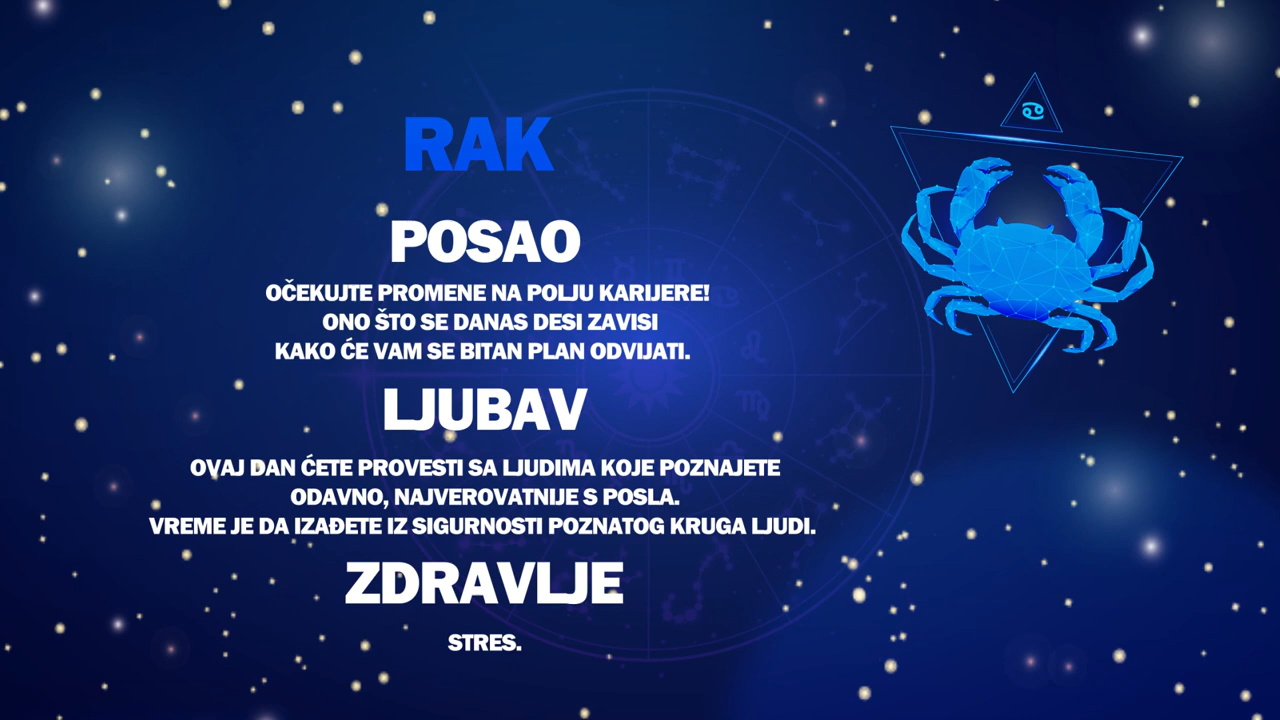 RAK
POSAO
OČEKUJTE PROMENE NA POLJU KARIJERE!
ONO ŠTO SE DANAS DESI ZAVISI
KAKO ĆE VAM SE BITAN PLAN ODVIJATI.
LJUBAV
OVAJ DAN ĆETE PROVESTI SA LJUDIMA KOJE POZNAJETE
ODAVNO, NAJVEROVATNIJE S POSLA.
VREME JE DA IZAĐETE IZ SIGURNOSTI POZNATOG KRUGA LJUDI.
ZDRAVLJE
STRES.